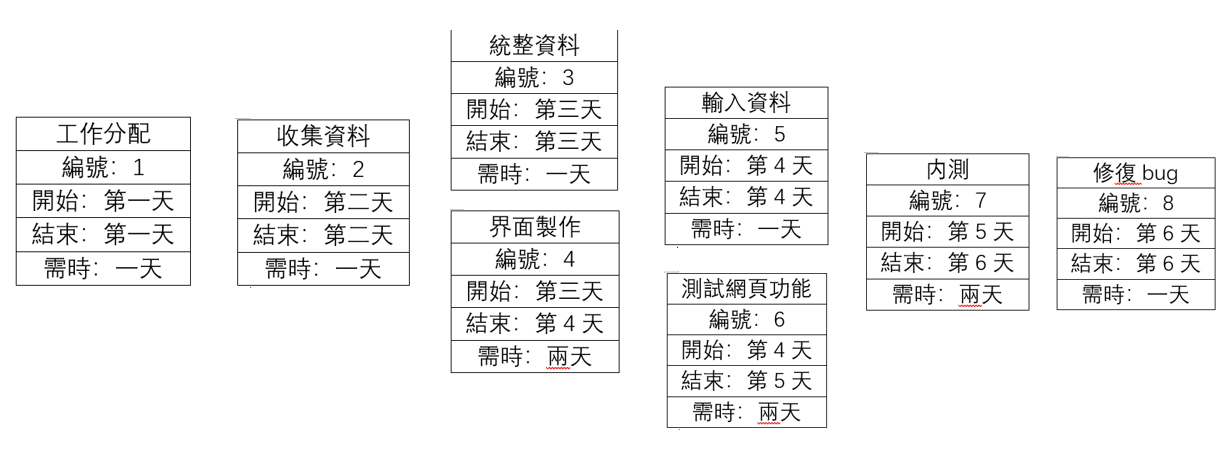 工作分配
編號：1
開始：第一天
結束：第一天
需時：一天
收集資料
編號：2
開始：第二天
結束：第二天
需時：一天
統整資料
編號：3
開始：第三天
結束：第三天
需時：一天
界面製作
編號：4
開始：第三天
結束：第 4 天
需時：兩天
輸入資料
編號：5
開始：第 4 天
結束：第 4 天
需時：一天
測試網頁功能
編號：6
開始：第 4 天
結束：第 5 天
需時：兩天
內測
編號：7
開始：第 5 天
結束：第 6 天
需時：兩天
修復 bug
編號：8
開始：第 6 天
結束：第 6 天
需時：一天